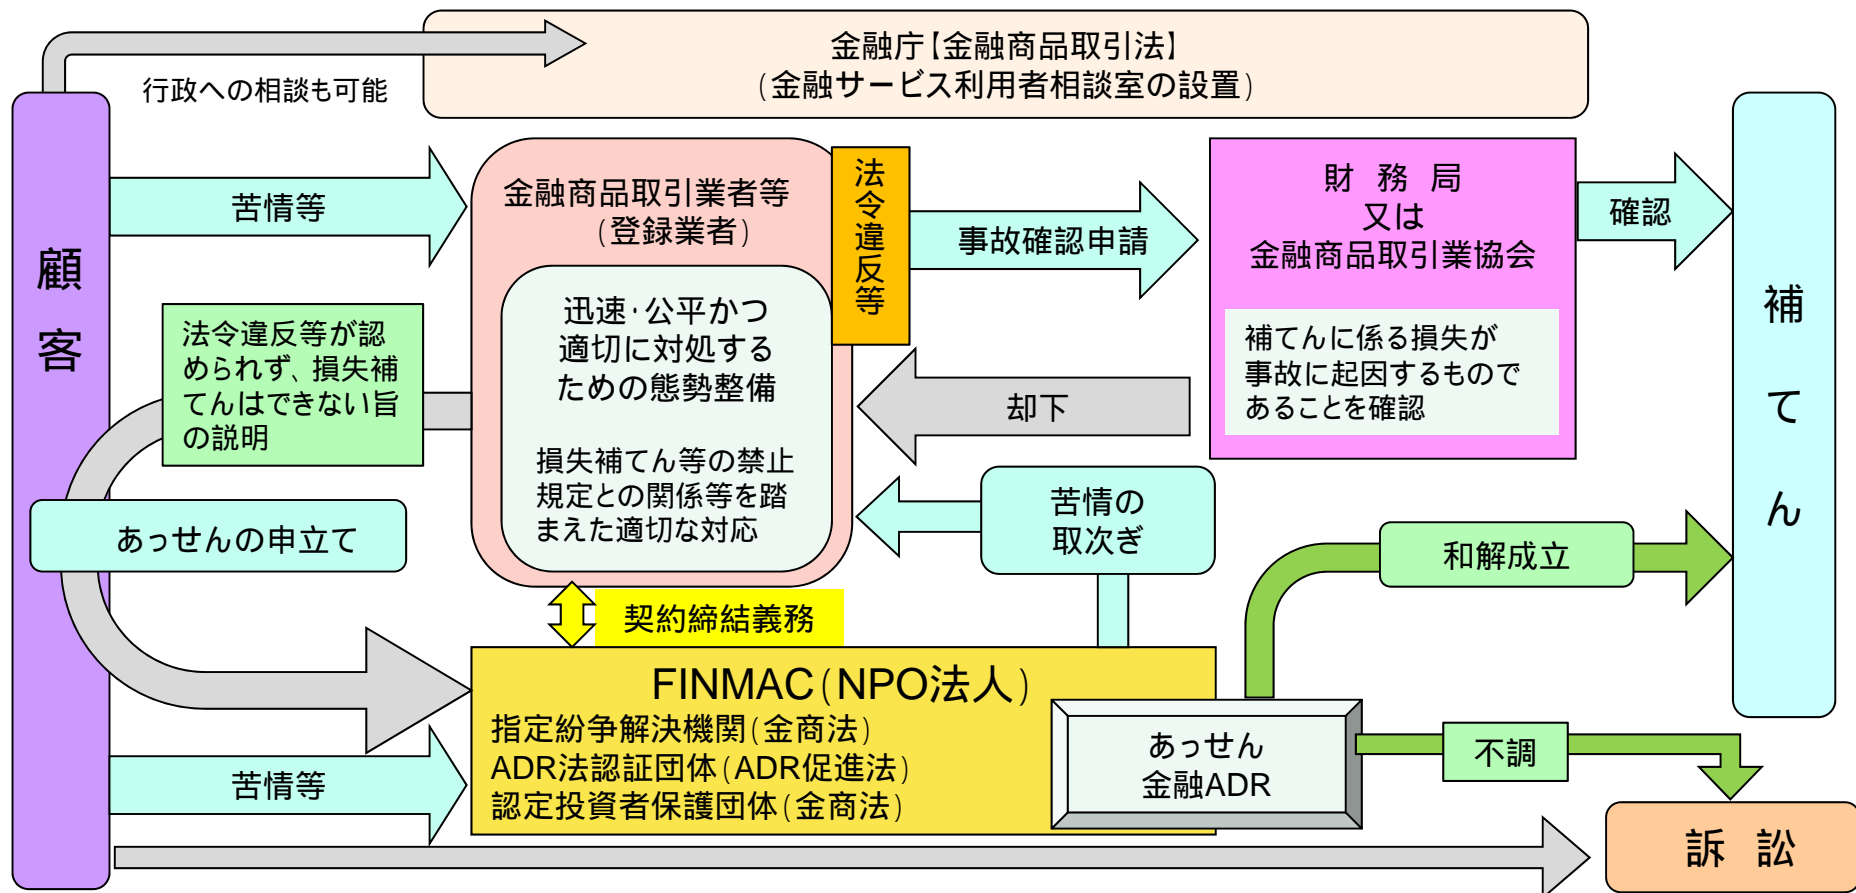 金融庁【金融商品取引法】
(金融サービス利用者相談室の設置)
行政への相談も可能
顧客
苦情等
金融商品取引業者等
(登録業者)
法令違反等
事故確認申請
財 務 局
又は
金融商品取引業協会
確認
補てん
迅速・公平かつ
適切に対処する
ための態勢整備
損失補てん等の禁止
規定との関係等を踏
まえた適切な対応
補てんに係る損失が
事故に起因するもので
あることを確認
法令違反等が認
められず、損失補
てんはできない旨
の説明
却下
苦情の
取次ぎ
あっせんの申立て
和解成立
契約締結義務
FINMAC(NPO法人)
指定紛争解決機関(金商法)
ADR法認証団体(ADR促進法)
認定投資者保護団体(金商法)
苦情等
あっせん
金融ADR
不調
訴 訟